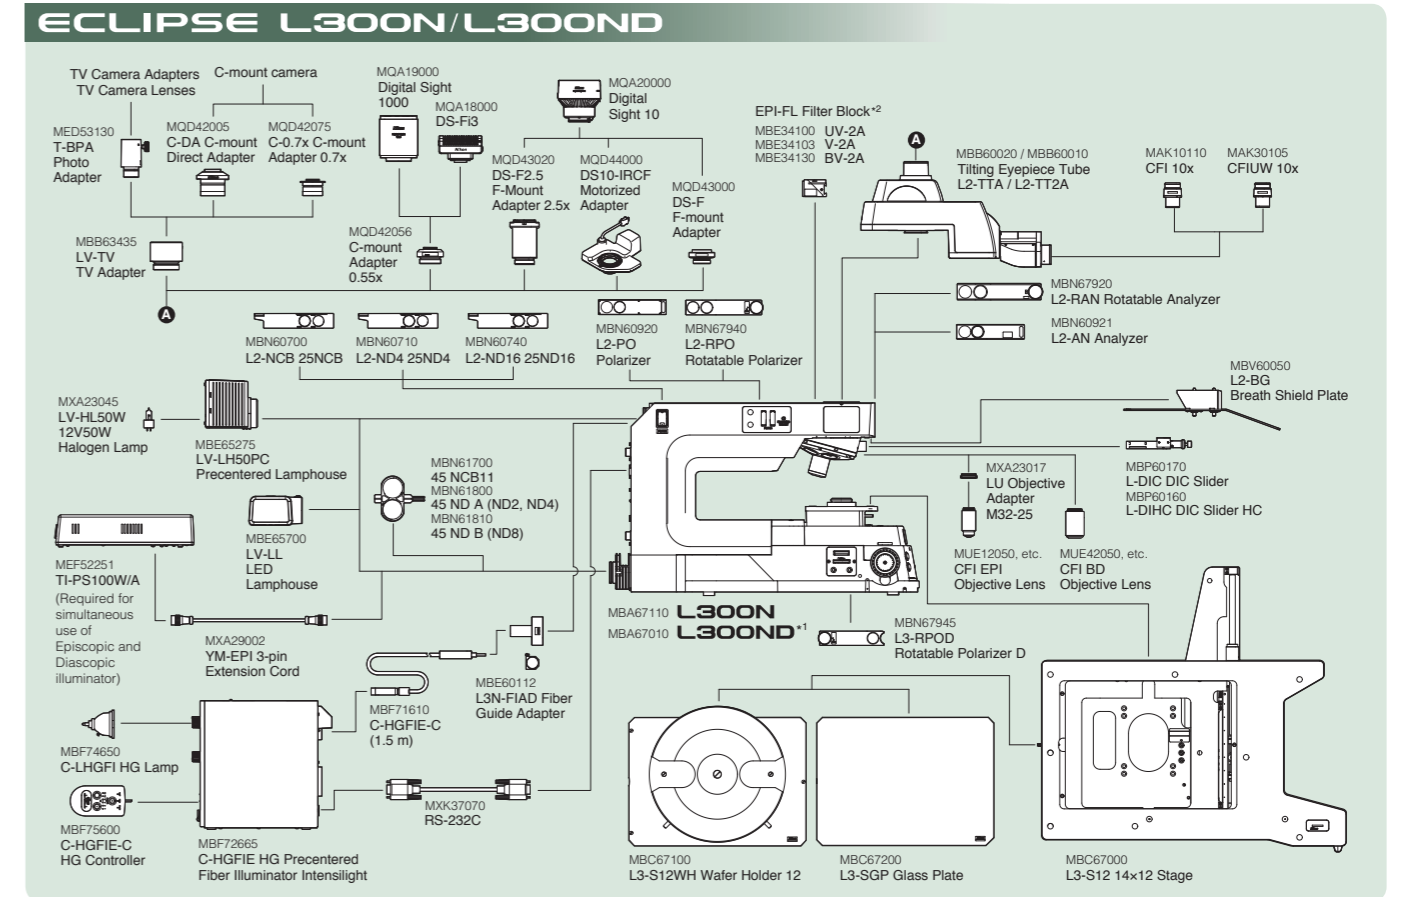 ECLIPSE L300N/L300ND
TV Camera Adapters
TV Camera Lenses
C-mount camera
MED53130
T-BPA
Photo
Adapter
MQD42005
C-DA C-mount
Direct Adapter
MQD42075
C-0.7x C-mount
Adapter 0.7x
MBB63435
LV-TV
TV Adapter
A
MQA19000
Digital Sight
1000
MQA18000
DS-Fi3
MQD42056
C-mount
Adapter
0.55x
MQA20000
Digital
Sight 10
MQD43020
DS-F2.5
F-Mount
Adapter 2.5x
MQD44000
DS10-IRCF
Motorized
Adapter
MQD43000
DS-F
F-mount
Adapter
EPI-FL Filter Block*2
MBE34100 UV-2A
MBE34103 V-2A
MBE34130 BV-2A
A
MBB60020 / MBB60010
Tilting Eyepiece Tube
L2-TTA / L2-TT2A
MAK10110
CFI 10x
MAK30105
CFIUW 10x
MBN67920
L2-RAN Rotatable Analyzer
MBN60921
L2-AN Analyzer
MBN60700
L2-NCB 25NCB
MBN60710
L2-ND4 25ND4
MBN60740
L2-ND16 25ND16
MBN60920
L2-PO
Polarizer
MBN67940
L2-RPO
Rotatable Polarizer
MBV60050
L2-BG
Breath Shield Plate
MXA23045
LV-HL50W
12V50W
Halogen Lamp
MBE65275
LV-LH50PC
Precentered Lamphouse
MBN61700
45 NCB11
MBN61800
45 ND A (ND2, ND4)
MBN61810
45 ND B (ND8)
MXA23017
LU Objective
Adapter
M32-25
MBP60170
L-DIC DIC Slider
MBP60160
L-DIHC DIC Slider HC
MBE65700
LV-LL
LED
Lamphouse
MUE12050, etc.
CFI EPI
Objective Lens
MUE42050, etc.
CFI BD
Objective Lens
MEF52251
TI-PS100W/A
(Required for
simultaneous
use of
Episcopic and
Diascopic
illuminator)
MXA29002
YM-EPI 3-pin
Extension Cord
MBA67110 L300N
MBA67010 L300ND*1
MBN67945
L3-RPOD
Rotatable Polarizer D
MBE60112
L3N-FIAD Fiber
Guide Adapter
MBF71610
C-HGFIE-C
(1.5 m)
MBF74650
C-LHGFI HG Lamp
MXK37070
RS-232C
MBF75600
C-HGFIE-C
HG Controller
MBF72665
C-HGFIE HG Precentered
Fiber Illuminator Intensilight
MBC67100
L3-S12WH Wafer Holder 12
MBC67200
L3-SGP Glass Plate
MBC67000
L3-S12 14×12 Stage